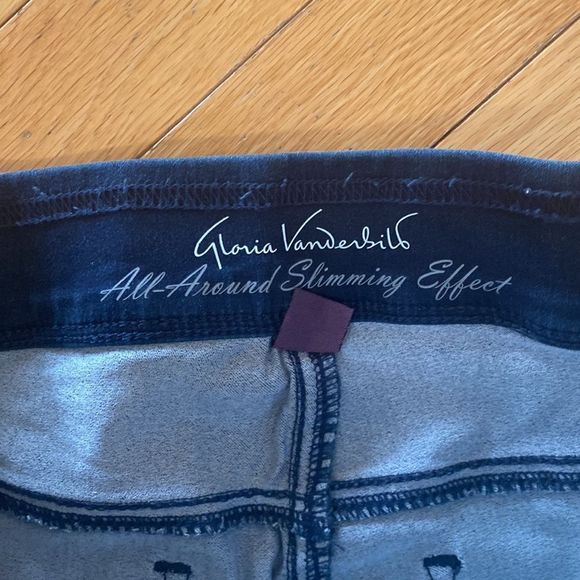 Gloria Vanderbilt
All-Around Slimming Effect